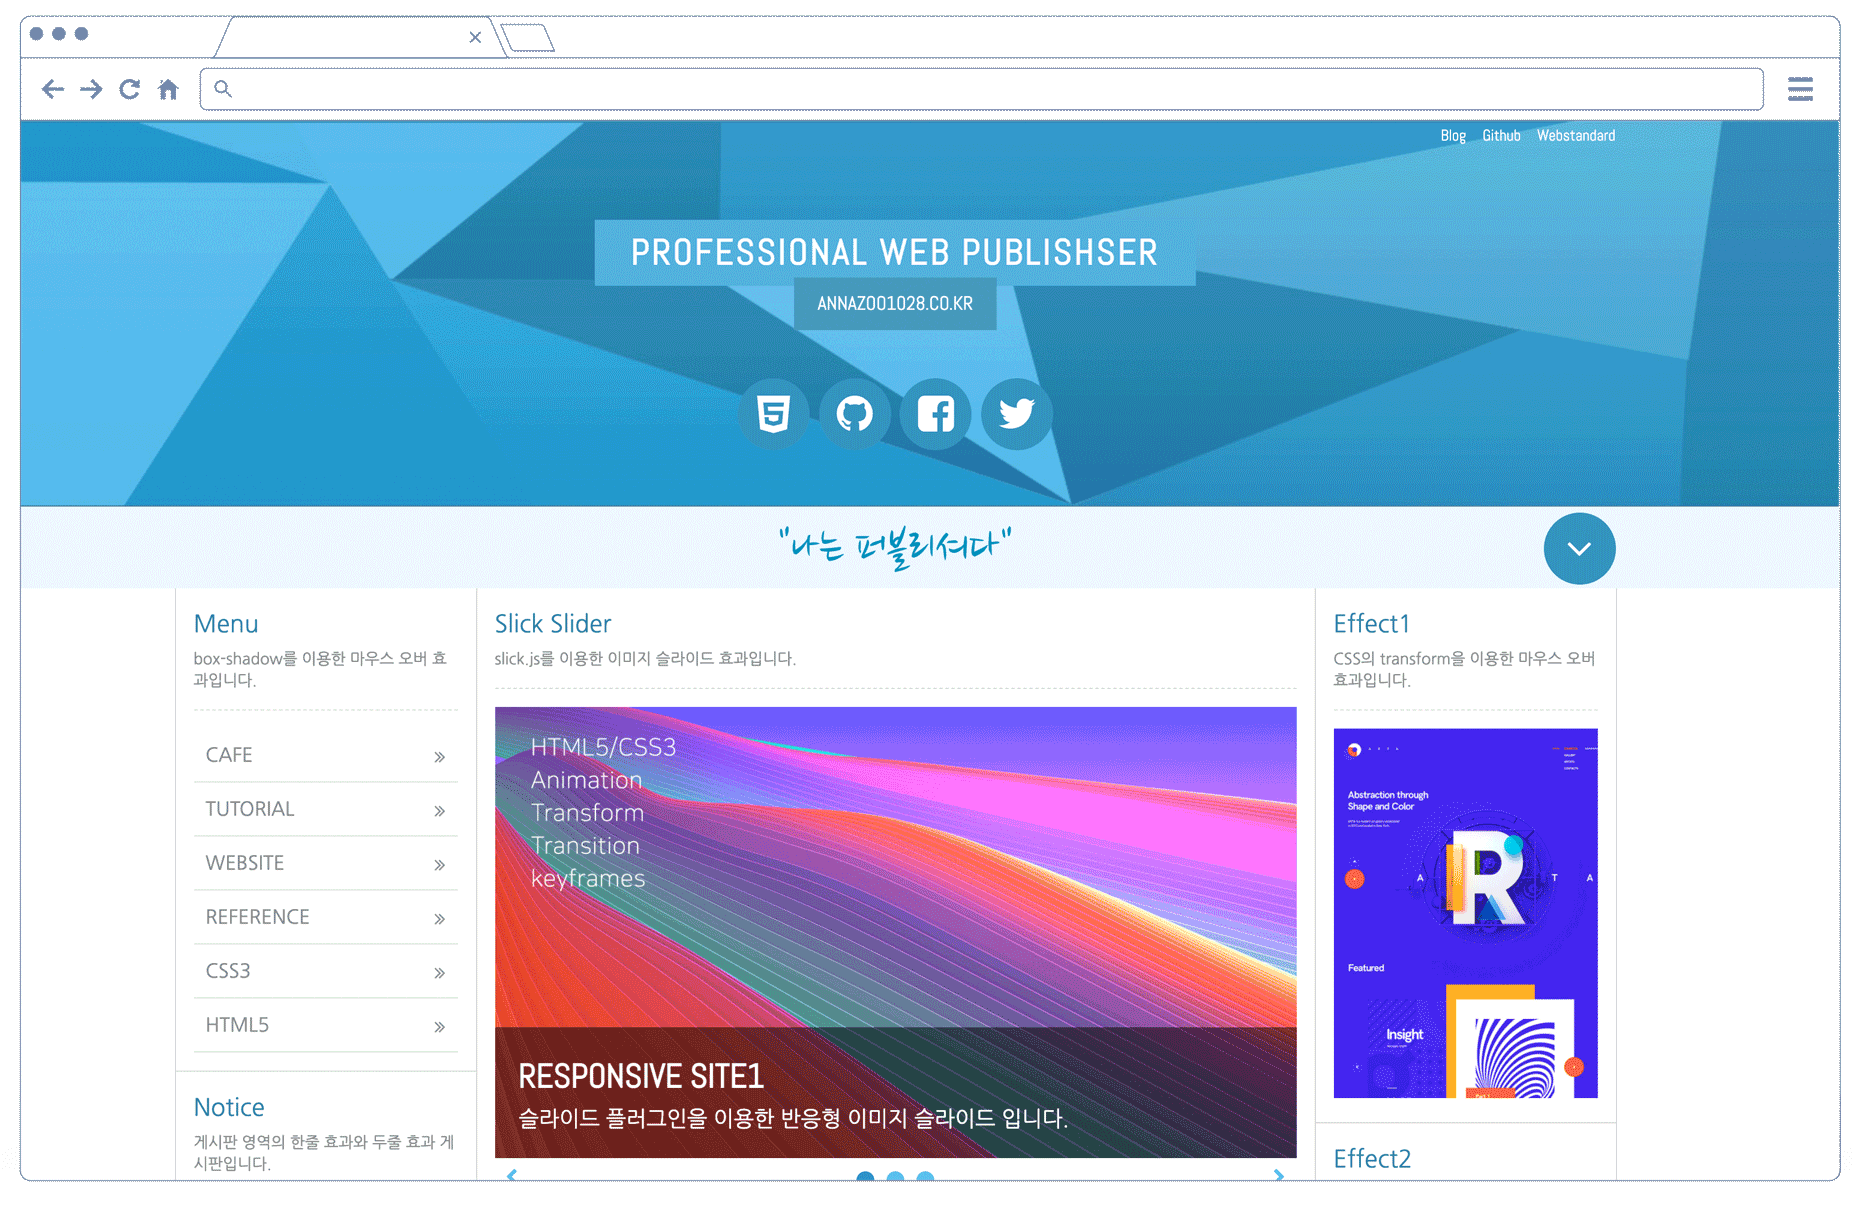 Blog Github Webstandard
PROFESSIONAL WEB PUBLISHSER
ANNAZOO1028.CO.KR
"나는 퍼블리셔다"
Menu
box-shadow를 이용한 마우스 오버 효
과입니다.
CAFE
TUTORIAL
WEBSITE
REFERENCE
CSS3
HTML5
Notice
게시판 영역의 한줄 효과와 두줄 효과 게
시판입니다.
Slick Slider
slick.js를 이용한 이미지 슬라이드 효과입니다.
HTML5/CSS3
Animation
Transform
Transition
keyframes
RESPONSIVE SITE1
슬라이드 플러그인을 이용한 반응형 이미지 슬라이드 입니다.
Effect1
CSS의 transform을 이용한 마우스 오버
효과입니다.
Abstraction through
Shape and Color
A R T A
Featured
Insight
Effect2